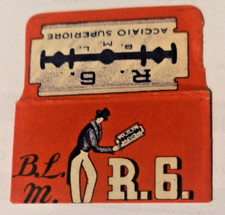 R. 6.
B. M. L.
ACCIAIO SUPERIORE
B.L.
M.
R.6.